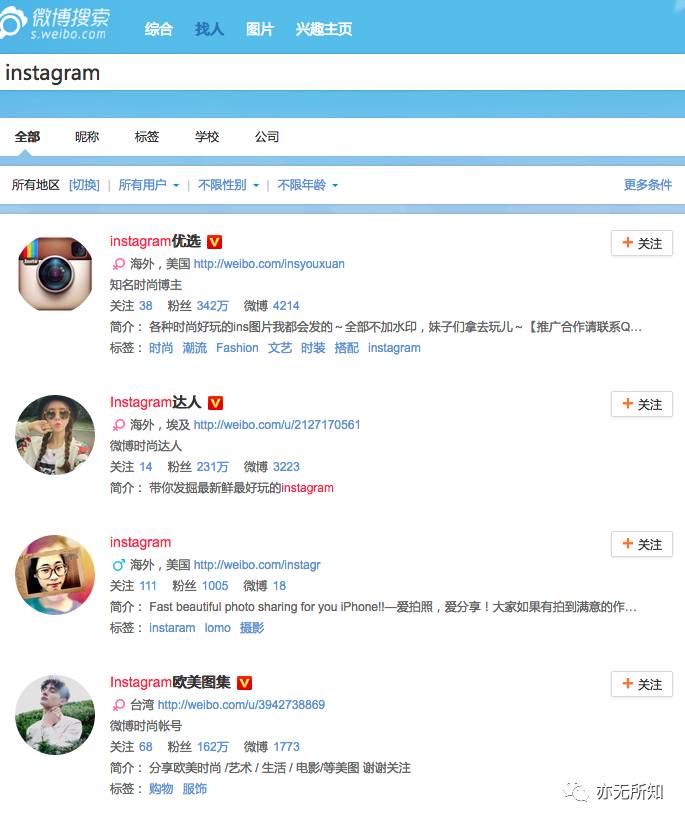 微博搜索
s.weibo.com
综合 找人 图片 兴趣主页
instagram
全部 昵称 标签 学校 公司
所有地区 [切换] | 所有用户 | 不限性别 | 不限年龄 更多条件
instagram优选 V
+ 关注
海外，美国 http://weibo.com/insyouxuan
知名时尚博主
关注 38 粉丝 342万 微博 4214
简介： 各种时尚好玩的ins图片我都会发的～全部不加水印，妹子们拿去玩儿～【推广合作请联系Q...
标签： 时尚 潮流 Fashion 文艺 时装 搭配 instagram
Instagram达人 V
+ 关注
海外，埃及 http://weibo.com/u/2127170561
微博时尚达人
关注 14 粉丝 231万 微博 3223
简介： 带你发掘最新鲜最好玩的instagram
instagram
+ 关注
海外，美国 http://weibo.com/instagr
关注 111 粉丝 1005 微博 18
简介： Fast beautiful photo sharing for you iPhone!!—爱拍照，爱分享！大家如果有拍到满意的作...
标签： instaram lomo 摄影
Instagram欧美图集 V
+ 关注
台湾 http://weibo.com/u/3942738869
微博时尚帐号
关注 68 粉丝 162万 微博 1773
简介： 分享欧美时尚 /艺术 / 生活 / 电影/等美图 谢谢关注
标签： 购物 服饰
亦无所知